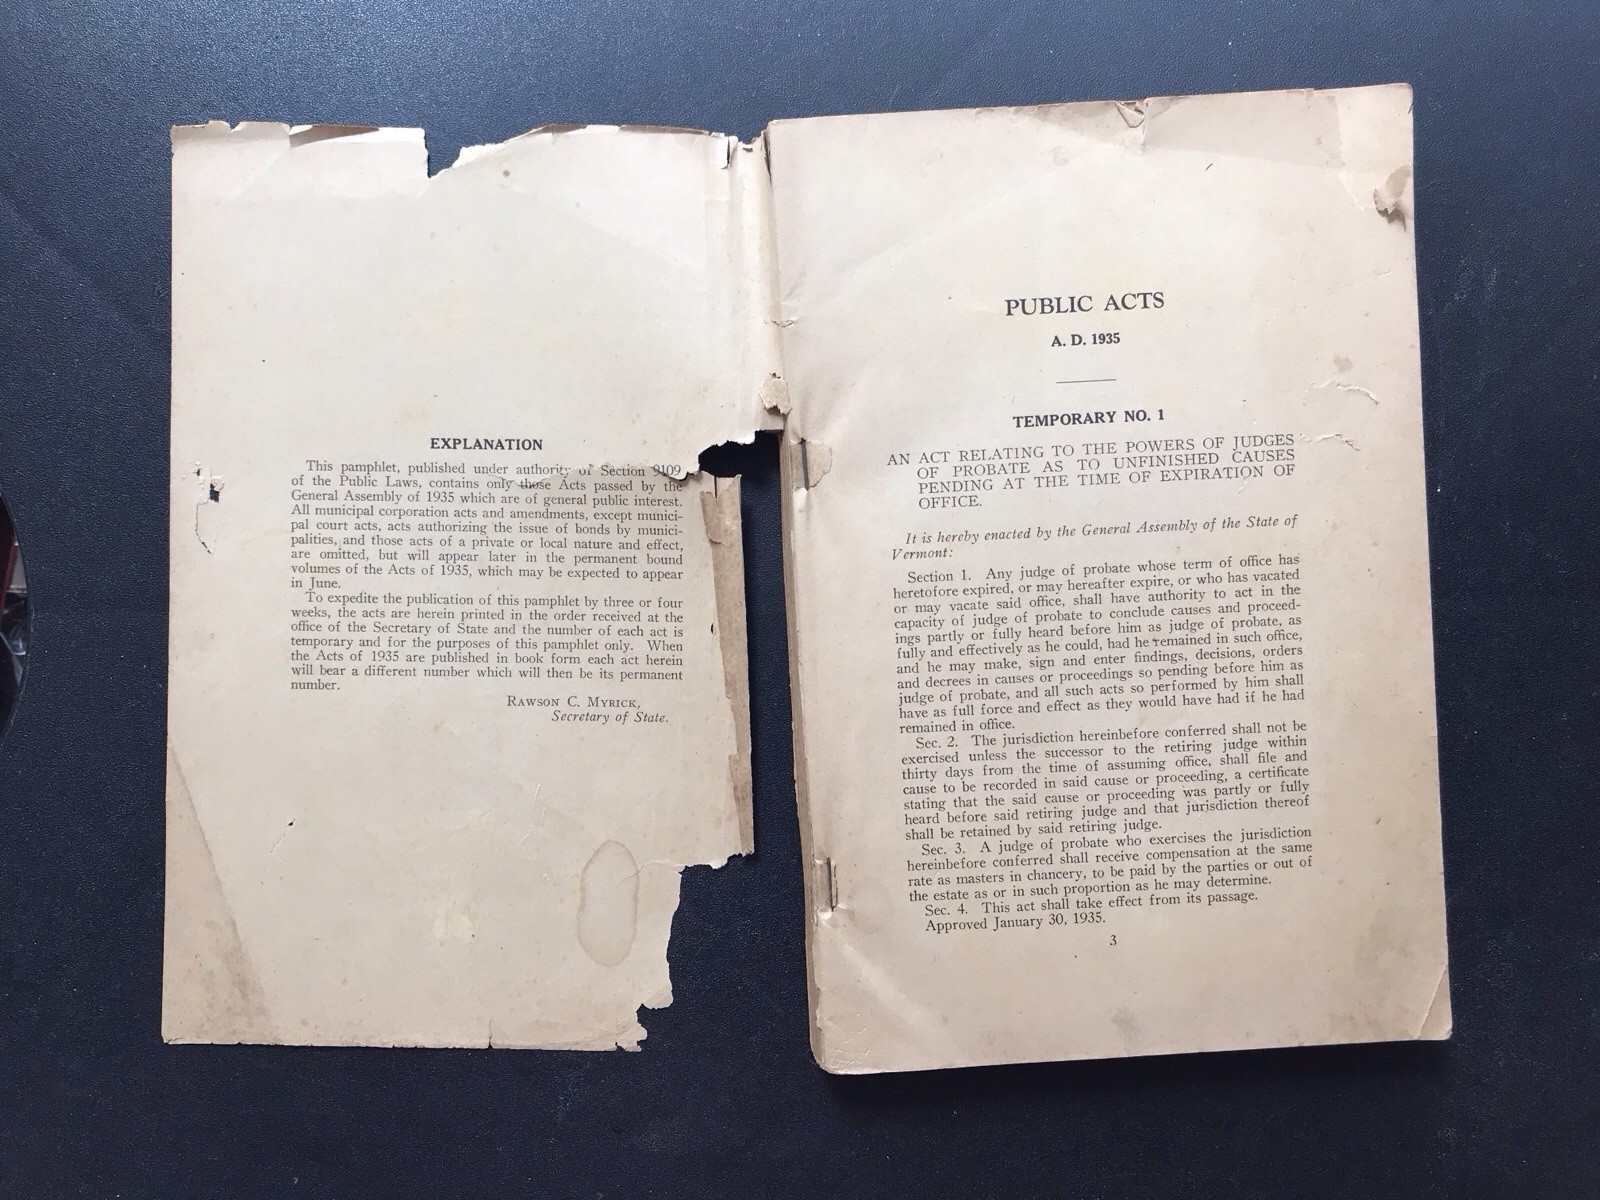 EXPLANATION
This pamphlet, published under authority of Section 9109
of the Public Laws, contains only those Acts passed by the
General Assembly of 1935 which are of general public interest.
All municipal corporation acts and amendments, except munici-
pal court acts, acts authorizing the issue of bonds by munici-
palities, and those acts of a private or local nature and effect,
are omitted, but will appear later in the permanent bound
volumes of the Acts of 1935, which may be expected to appear
in June.
To expedite the publication of this pamphlet by three or four
weeks, the acts are herein printed in the order received at the
office of the Secretary of State and the number of each act is
temporary and for the purposes of this pamphlet only. When
the Acts of 1935 are published in book form each act herein
will bear a different number which will then be its permanent
number.
RAWSON C. MYRICK,
Secretary of State.
PUBLIC ACTS
A. D. 1935
TEMPORARY NO. 1
AN ACT RELATING TO THE POWERS OF JUDGES
OF PROBATE AS TO UNFINISHED CAUSES
PENDING AT THE TIME OF EXPIRATION OF
OFFICE.
It is hereby enacted by the General Assembly of the State of
Vermont:
Section 1. Any judge of probate whose term of office has
heretofore expired, or may hereafter expire, or who has vacated
or may vacate said office, shall have authority to act in the
capacity of judge of probate to conclude causes and proceed-
ings partly or fully heard before him as judge of probate, as
fully and effectively as he could, had he remained in such office,
and he may make, sign and enter findings, decisions, orders
and decrees in causes or proceedings so pending before him as
judge of probate, and all such acts so performed by him shall
have as full force and effect as they would have had if he had
remained in office.
Sec. 2. The jurisdiction hereinbefore conferred shall not be
exercised unless the successor to the retiring judge within
thirty days from the time of assuming office, shall file and
cause to be recorded in said cause or proceeding, a certificate
stating that the said cause or proceeding was partly or fully
heard before said retiring judge and that jurisdiction thereof
shall be retained by said retiring judge.
Sec. 3. A judge of probate who exercises the jurisdiction
hereinbefore conferred shall receive compensation at the same
rate as masters in chancery, to be paid by the parties or out of
the estate as or in such proportion as he may determine.
Sec. 4. This act shall take effect from its passage.
Approved January 30, 1935.
3